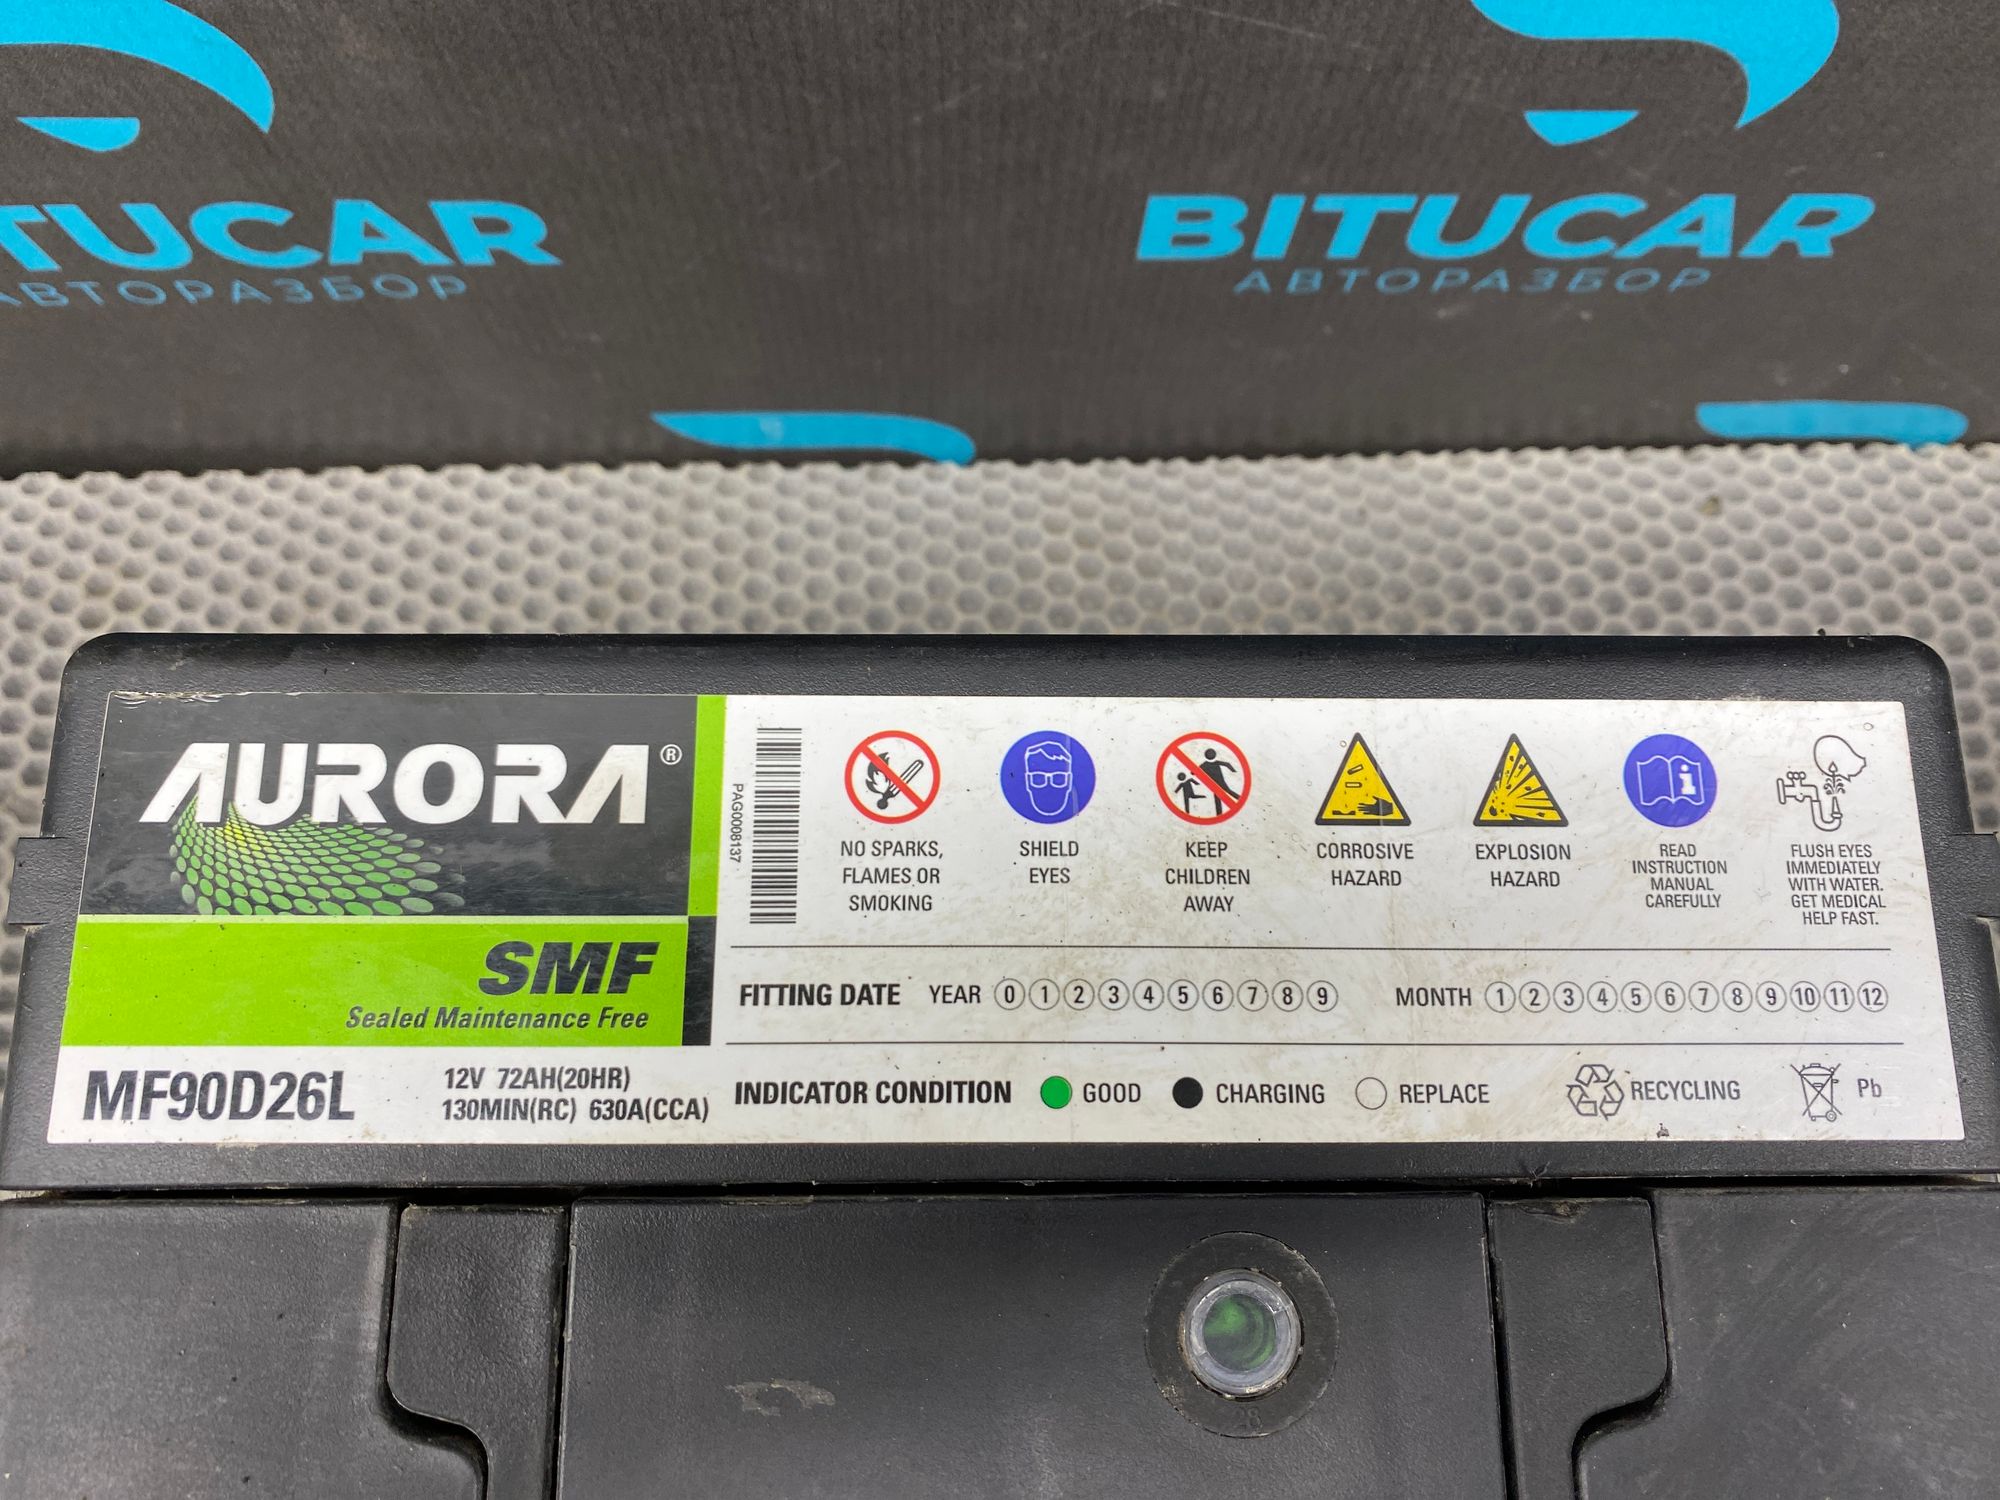 TUCAR
АВТОРАЗБОР
BITUCAR
АВТОРАЗБОР
AURORA®
SMF
Sealed Maintenance Free
MF90D26L
12V 72AH(20HR)
130MIN(RC) 630A(CCA)
PAG0008137
NO SPARKS,
FLAMES OR
SMOKING
SHIELD
EYES
KEEP
CHILDREN
AWAY
CORROSIVE
HAZARD
EXPLOSION
HAZARD
READ
INSTRUCTION
MANUAL
CAREFULLY
FLUSH EYES
IMMEDIATELY
WITH WATER.
GET MEDICAL
HELP FAST.
FITTING DATE YEAR 0 1 2 3 4 5 6 7 8 9 MONTH 1 2 3 4 5 6 7 8 9 10 11 12
INDICATOR CONDITION GOOD CHARGING REPLACE RECYCLING Pb
28